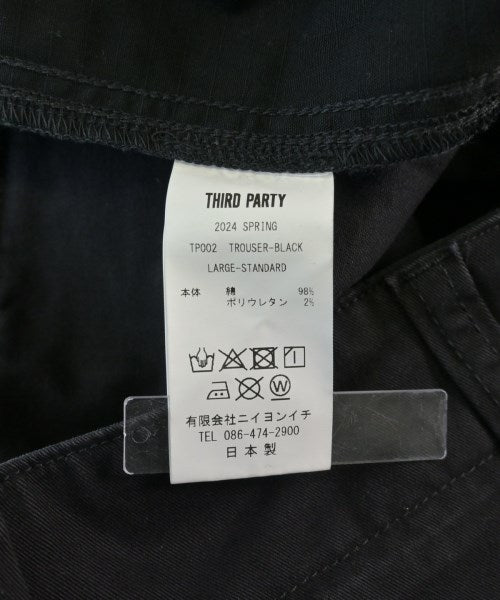 THIRD PARTY
2024 SPRING
TP002 TROUSER-BLACK
LARGE-STANDARD
本体 綿 98%
ポリウレタン 2%
有限会社ニイヨンイチ
TEL 086-474-2900
日本製